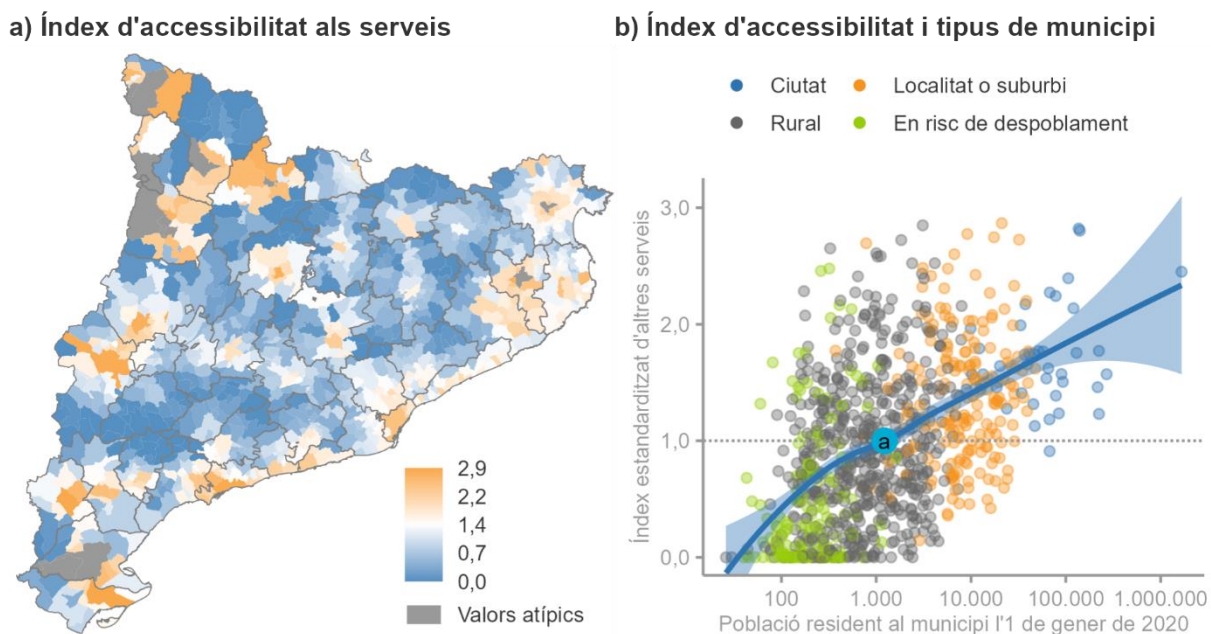 a) Índex d'accessibilitat als serveis
2,9
2,2
1,4
0,7
0,0
Valors atípics
b) Índex d'accessibilitat i tipus de municipi
Ciutat
Localitat o suburbi
Rural
En risc de despoblament
Índex estandarditzat d'altres serveis
3,0
2,0
1,0
0,0
a
100
1.000
10.000
100.000
1.000.000
Població resident al municipi l'1 de gener de 2020